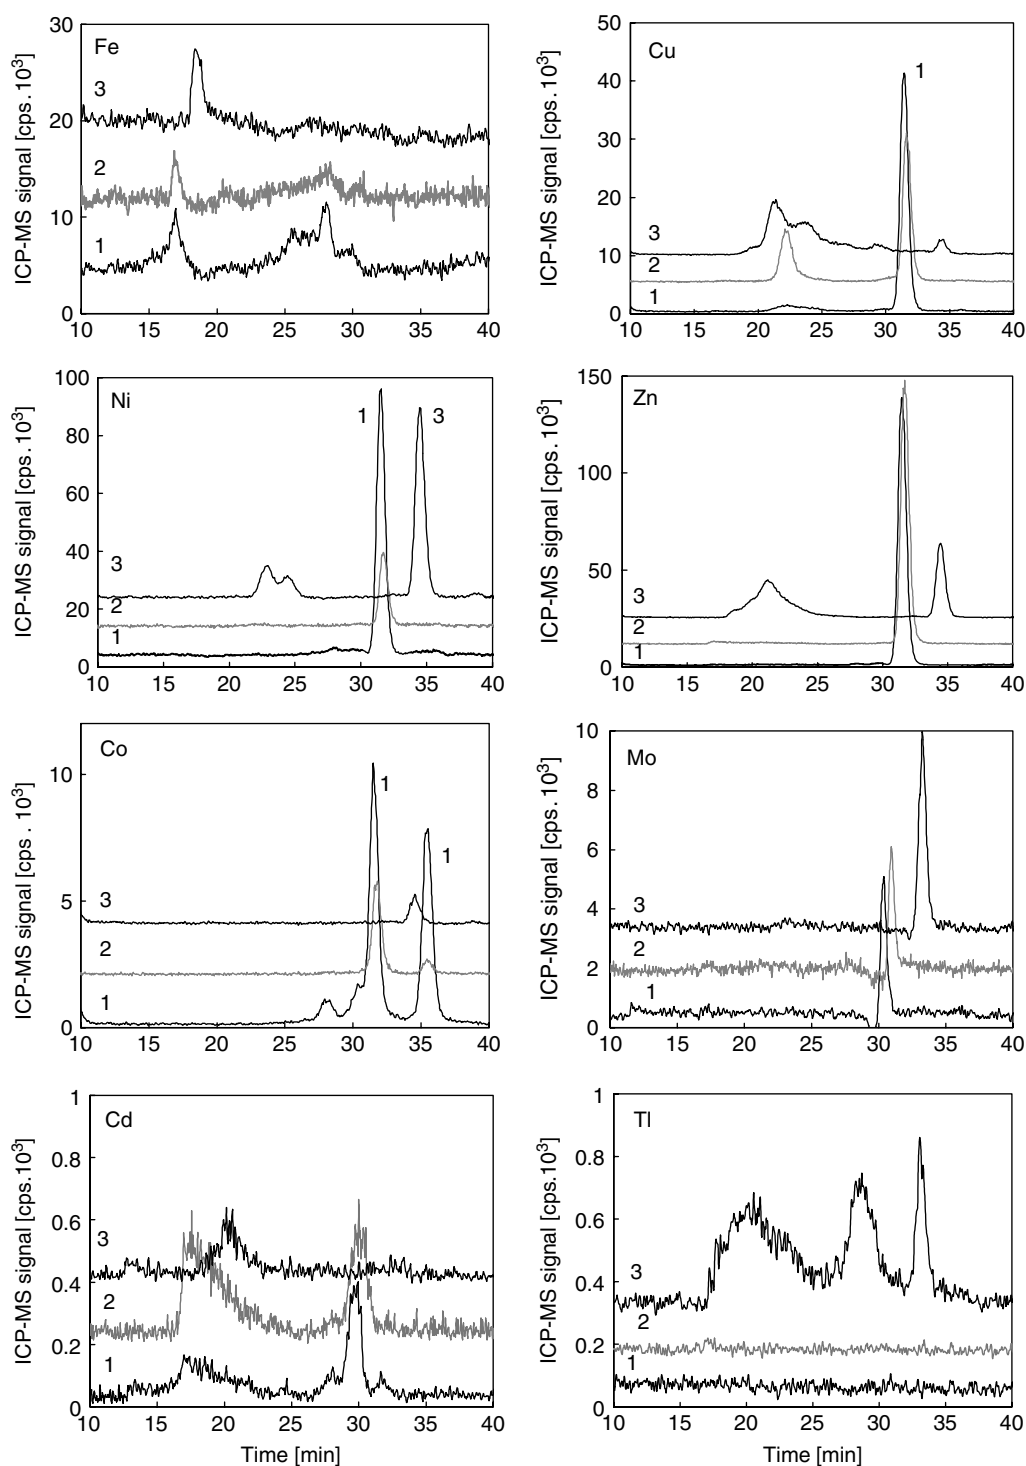 Fe
ICP-MS signal [cps. 10³]
30
20
10
0
3
2
1
10 15 20 25 30 35 40
Cu
ICP-MS signal [cps. 10³]
50
40
30
20
10
0
1
3
2
1
10 15 20 25 30 35 40
Ni
ICP-MS signal [cps. 10³]
100
80
60
40
20
0
1 3
3
2
1
10 15 20 25 30 35 40
Zn
ICP-MS signal [cps. 10³]
150
100
50
0
3
2
1
10 15 20 25 30 35 40
Co
ICP-MS signal [cps . 10³]
10
5
0
1
1
3
2
1
10 15 20 25 30 35 40
Mo
ICP-MS signal [cps. 10³]
10
8
6
4
2
0
3
2
1
10 15 20 25 30 35 40
Cd
ICP-MS signal [cps.10³]
1
0.8
0.6
0.4
0.2
0
3
2
1
10 15 20 25 30 35 40
Time [min]
Tl
ICP-MS signal [cps.10³]
1
0.8
0.6
0.4
0.2
0
3
2
1
10 15 20 25 30 35 40
Time [min]